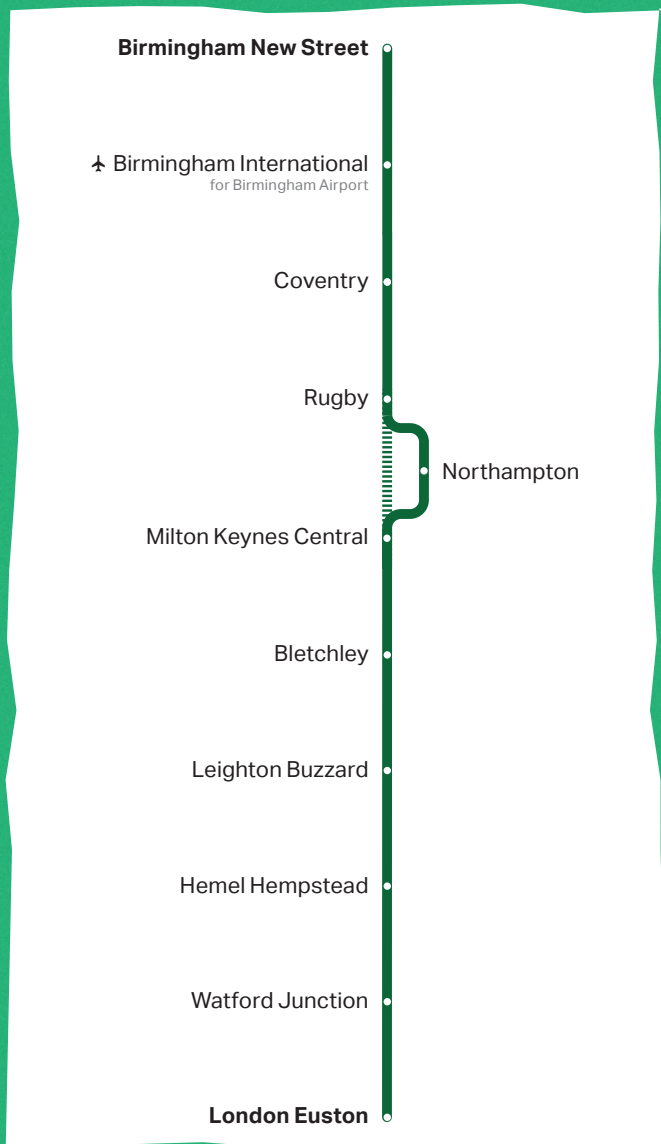 Birmingham New Street
Birmingham International
for Birmingham Airport
Coventry
Rugby
Northampton
Milton Keynes Central
Bletchley
Leighton Buzzard
Hemel Hempstead
Watford Junction
London Euston